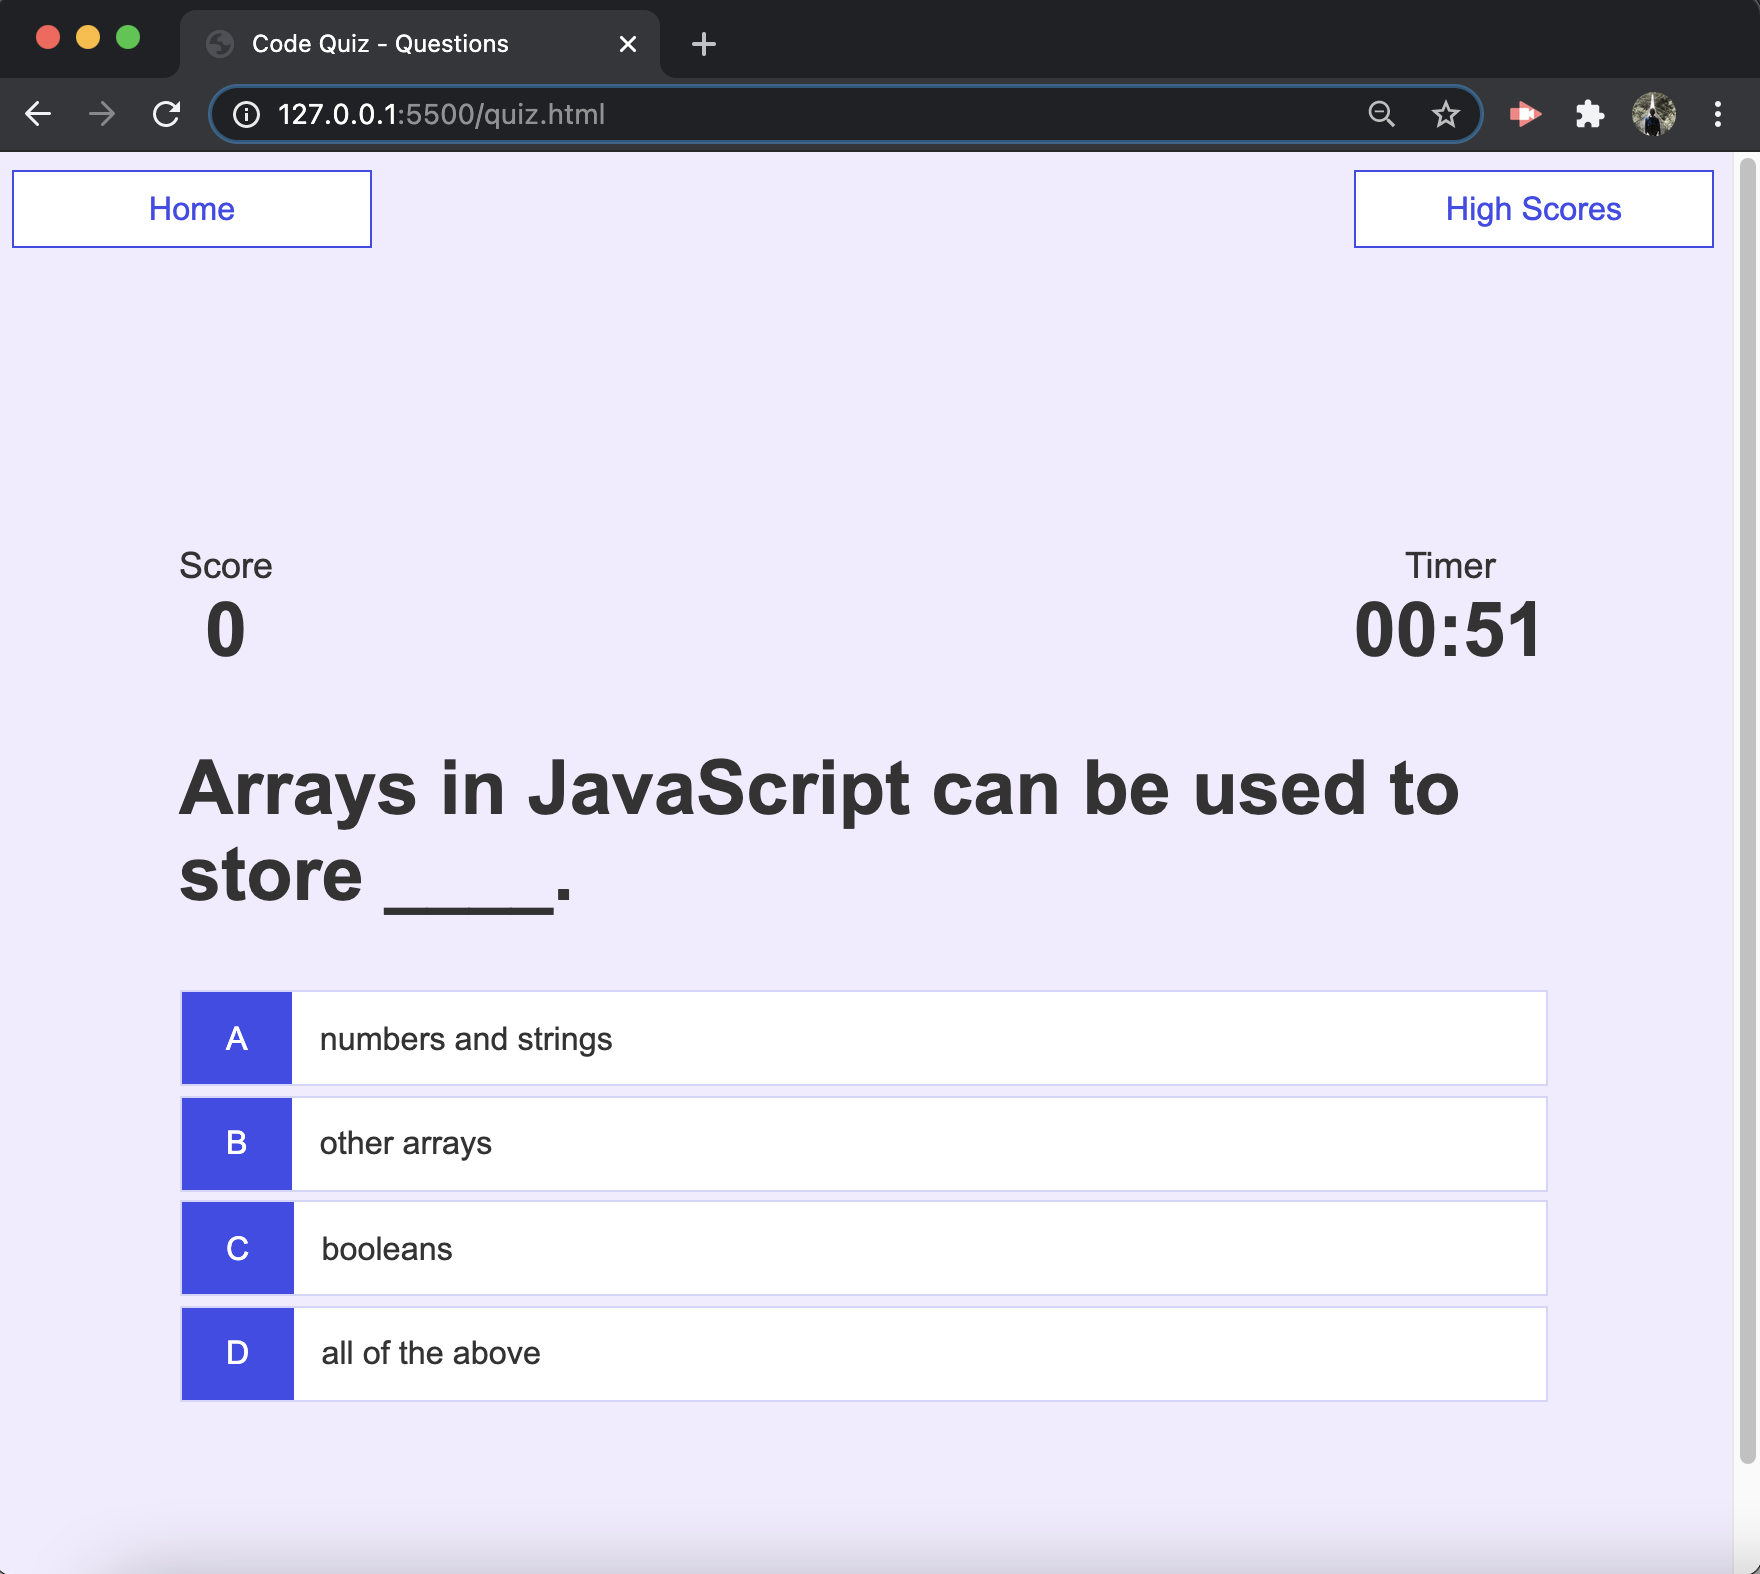 Code Quiz - Questions
127.0.0.1:5500/quiz.html
Home
High Scores
Score
Timer
0
00:51
Arrays in JavaScript can be used to
store ____.
A numbers and strings
B other arrays
C booleans
D all of the above